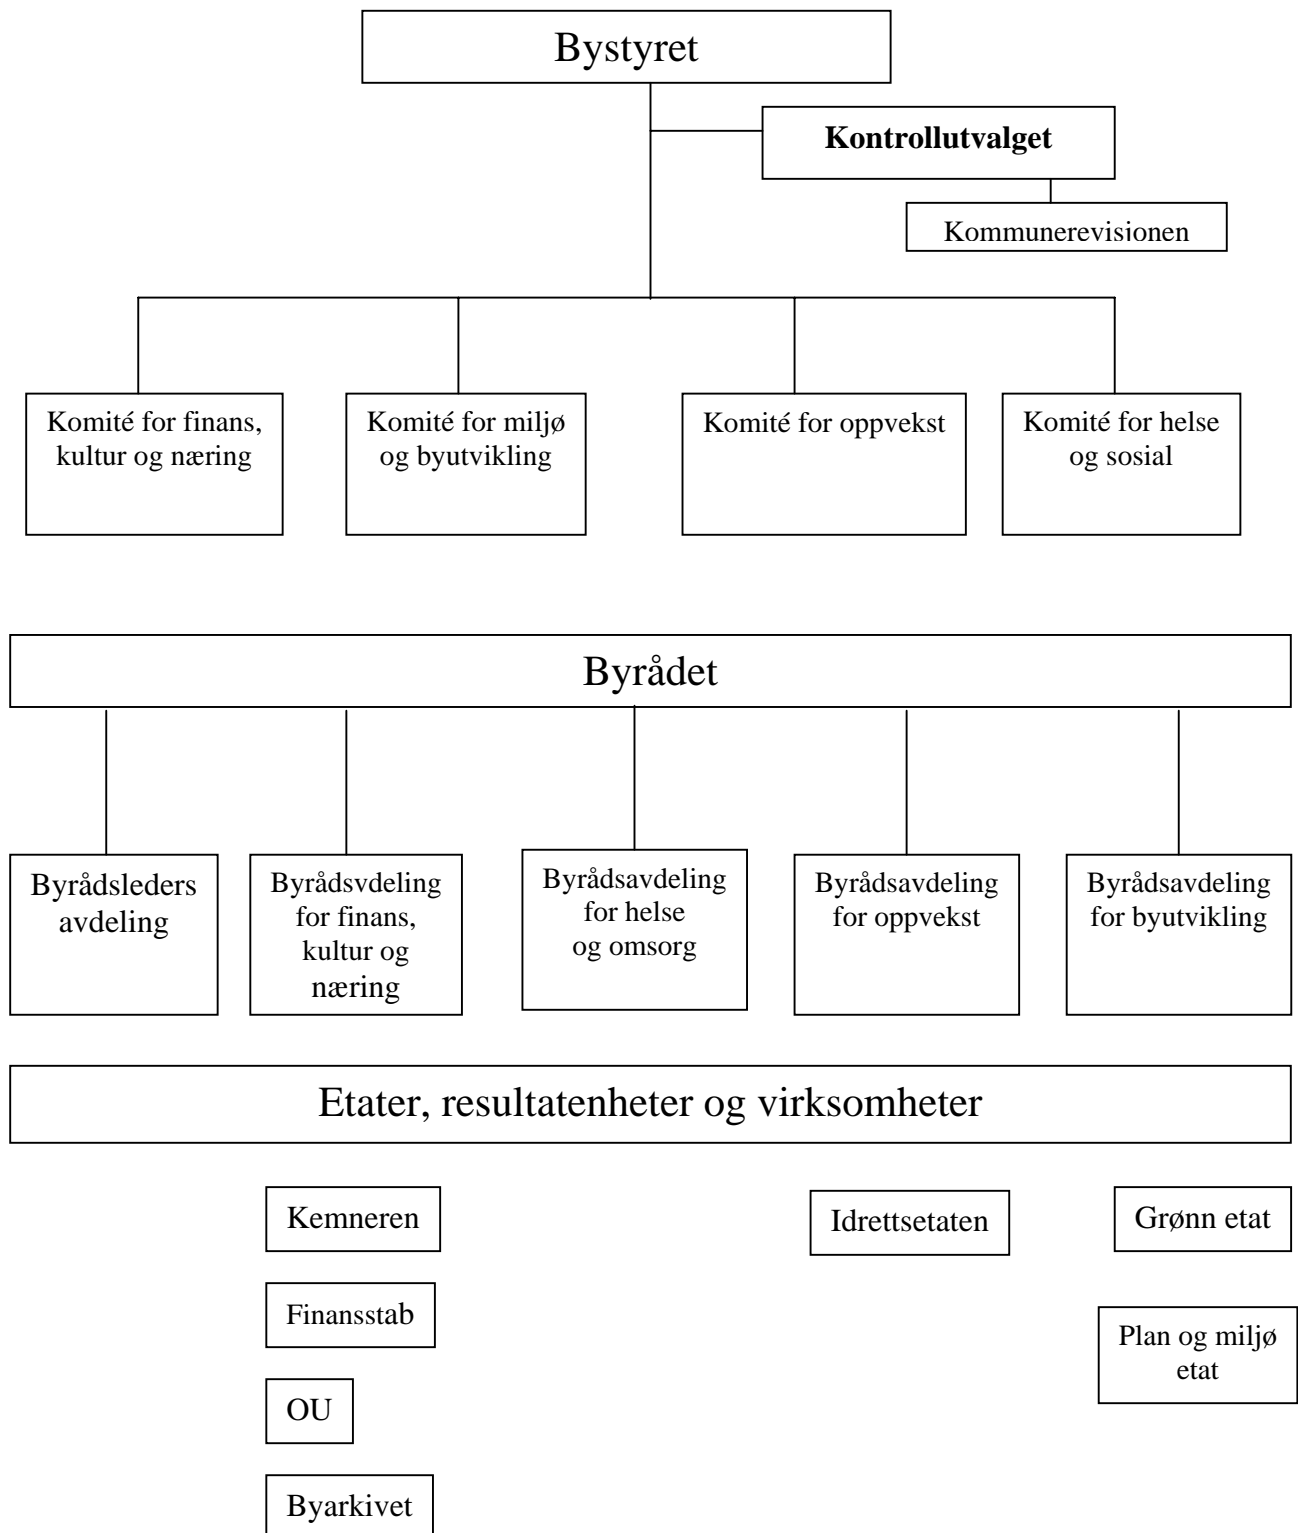 Bystyret
Kontrollutvalget
Kommunerevisjonen
Komité for finans,
kultur og næring
Komité for miljø
og byutvikling
Komité for oppvekst
Komité for helse
og sosial
Byrådet
Byrådsleders
avdeling
Byrådsvdeling
for finans,
kultur og
næring
Byrådsavdeling
for helse
og omsorg
Byrådsavdeling
for oppvekst
Byrådsavdeling
for byutvikling
Etater, resultatenheter og virksomheter
Kemneren
Idrettsetaten
Grønn etat
Finansstab
Plan og miljø
etat
OU
Byarkivet